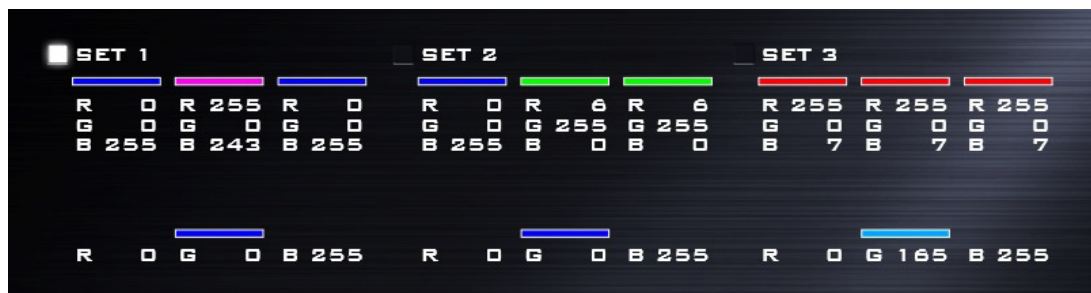 SET 1 SET 2 SET 3
R 0 R 255 R 0 R 0 R 6 R 6 R 255 R 255 R 255
G 0 G 0 G 0 G 0 G 255 G 255 G 0 G 0 G 0
B 255 B 243 B 255 B 255 B 0 B 0 B 7 B 7 B 7
R 0 G 0 B 255 R 0 G 0 B 255 R 0 G 165 B 255